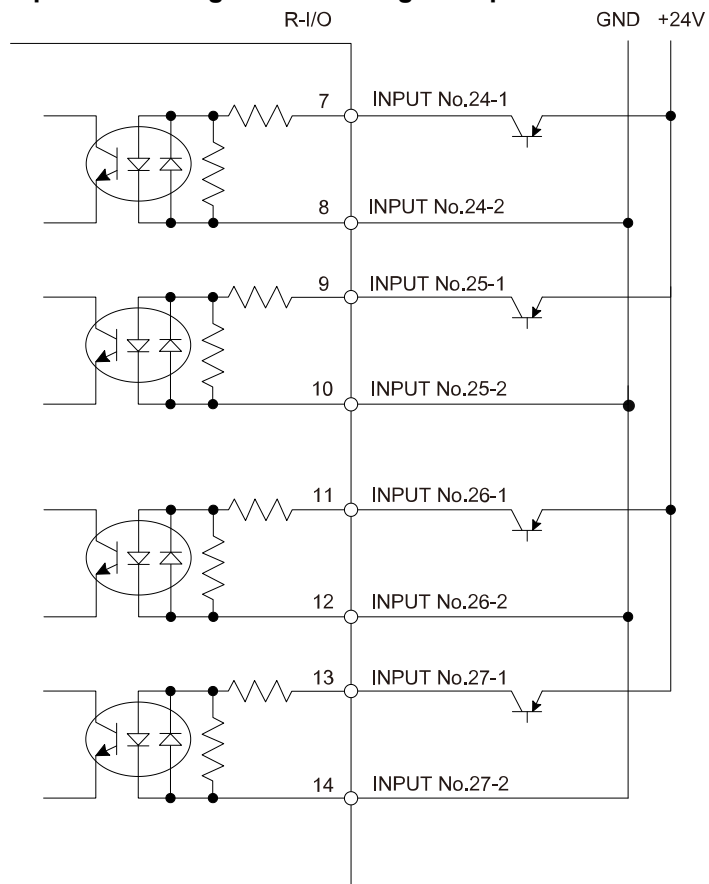 R-I/O GND +24V
7 INPUT No.24-1
8 INPUT No.24-2
9 INPUT No.25-1
10 INPUT No.25-2
11 INPUT No.26-1
12 INPUT No.26-2
13 INPUT No.27-1
14 INPUT No.27-2